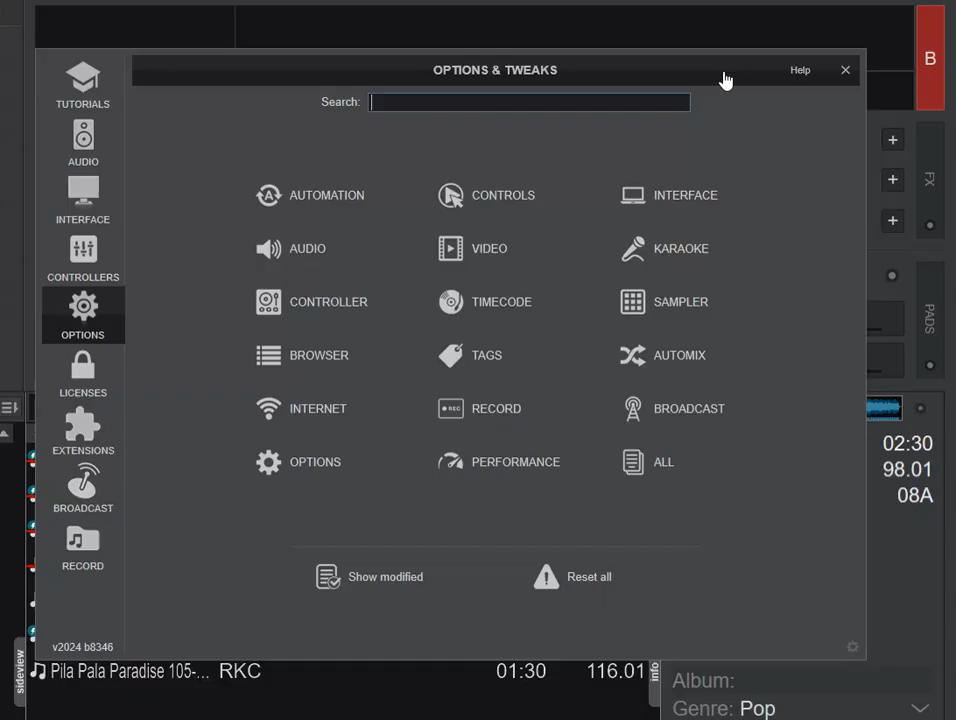 B
OPTIONS & TWEAKS
Help
Search:
TUTORIALS
AUDIO
INTERFACE
CONTROLLERS
OPTIONS
LICENSES
EXTENSIONS
BROADCAST
RECORD
v2024 b8346
AUTOMATION
CONTROLS
INTERFACE
AUDIO
VIDEO
KARAOKE
CONTROLLER
TIMECODE
SAMPLER
BROWSER
TAGS
AUTOMIX
INTERNET
REC
RECORD
BROADCAST
OPTIONS
PERFORMANCE
ALL
Show modified
Reset all
FX
PADS
02:30
98.01
08A
sideview
Pila Pala Paradise 105-... RKC 01:30 116.01
info
Album:
Genre: Pop